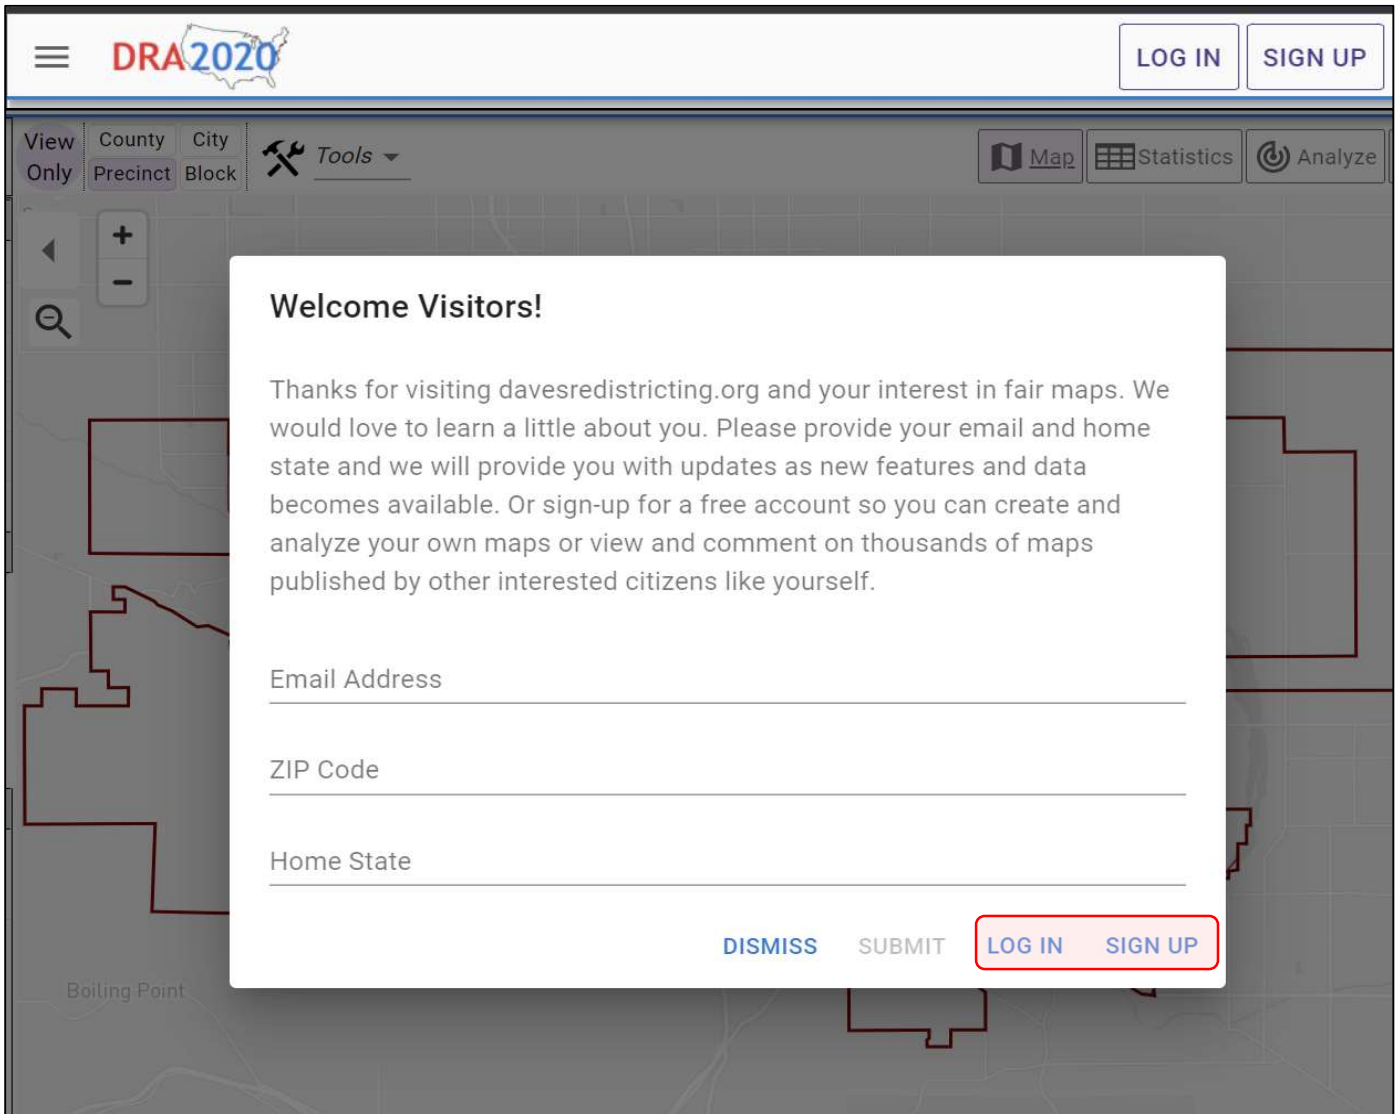 DRA2020
LOG IN
SIGN UP
View
Only
County
City
Precinct
Block
Tools
Map
Statistics
Analyze
Welcome Visitors!
Thanks for visiting davesredistricting.org and your interest in fair maps. We
would love to learn a little about you. Please provide your email and home
state and we will provide you with updates as new features and data
becomes available. Or sign-up for a free account so you can create and
analyze your own maps or view and comment on thousands of maps
published by other interested citizens like yourself.
Email Address
ZIP Code
Home State
DISMISS SUBMIT LOG IN SIGN UP
Boiling Point